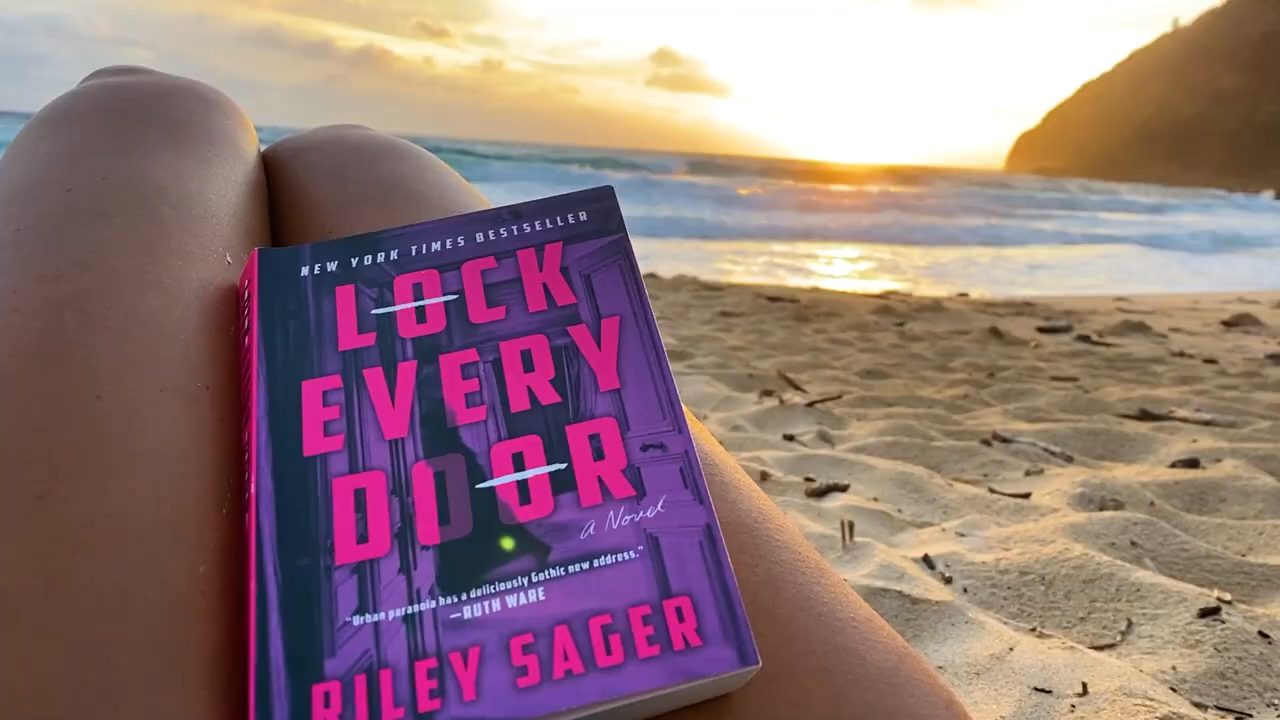 NEW YORK TIMES BESTSELLER
LOCK
EVERY
DOOR
a Novel
"Urban paranoia has a deliciously Gothic new address."
—RUTH WARE
RILEY SAGER